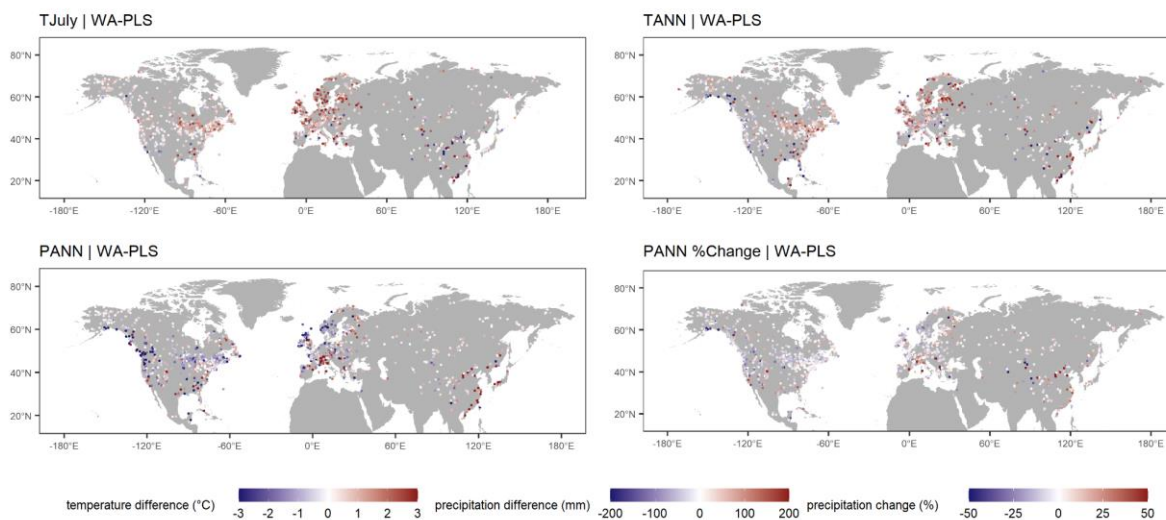 TJuly | WA-PLS
TANN | WA-PLS
80°N
60°N
40°N
20°N
-180°E -120°E -60°E 0°E 60°E 120°E 180°E
80°N
60°N
40°N
20°N
-180°E -120°E -60°E 0°E 60°E 120°E 180°E
PANN | WA-PLS
PANN %Change | WA-PLS
80°N
60°N
40°N
20°N
-180°E -120°E -60°E 0°E 60°E 120°E 180°E
80°N
60°N
40°N
20°N
-180°E -120°E -60°E 0°E 60°E 120°E 180°E
temperature difference (°C)
-3 -2 -1 0 1 2 3
precipitation difference (mm)
-200 -100 0 100 200
precipitation change (%)
-50 -25 0 25 50